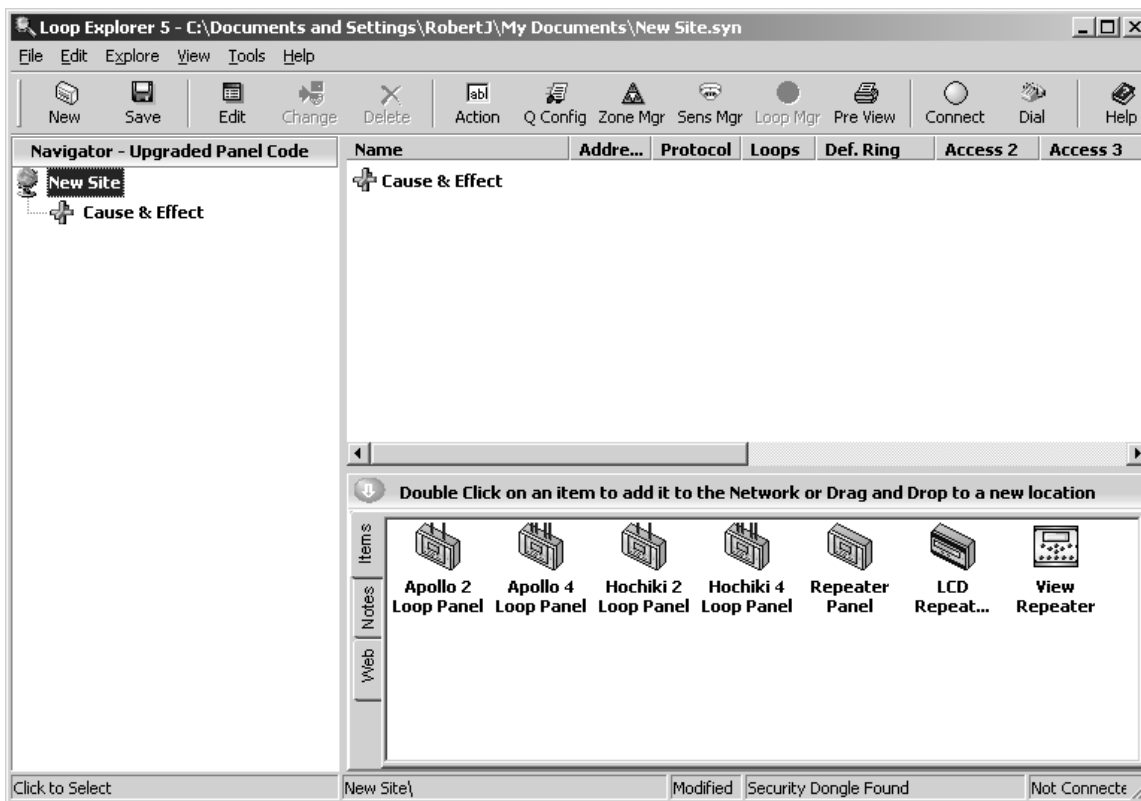 Loop Explorer 5 - C:\Documents and Settings\RobertJ\My Documents\New Site.syn
File Edit Explore View Tools Help
New Save Edit Change Delete abl Action Q Config Zone Mgr Sens Mgr Loop Mgr Pre View Connect Dial Help
Navigator - Upgraded Panel Code
New Site
Cause & Effect
Name Addre... Protocol Loops Def. Ring Access 2 Access 3
Cause & Effect
Double Click on an item to add it to the Network or Drag and Drop to a new location
Items
Notes
Web
Apollo 2 Loop Panel
Apollo 4 Loop Panel
Hochiki 2 Loop Panel
Hochiki 4 Loop Panel
Repeater Panel
LCD Repeat...
View Repeater
Click to Select New Site\ Modified Security Dongle Found Not Connecte